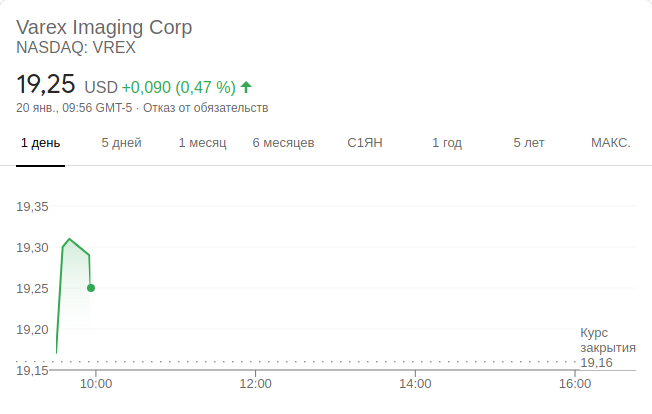 Varex Imaging Corp
NASDAQ: VREX
19,25 USD +0,090 (0,47 %)
20 янв., 09:56 GMT-5 · Отказ от обязательств
1 день 5 дней 1 месяц 6 месяцев С1ЯН 1 год 5 лет МАКС.
19,35
19,30
19,25
19,20
Курс
закрытия
19,16
19,15
10:00 12:00 14:00 16:00